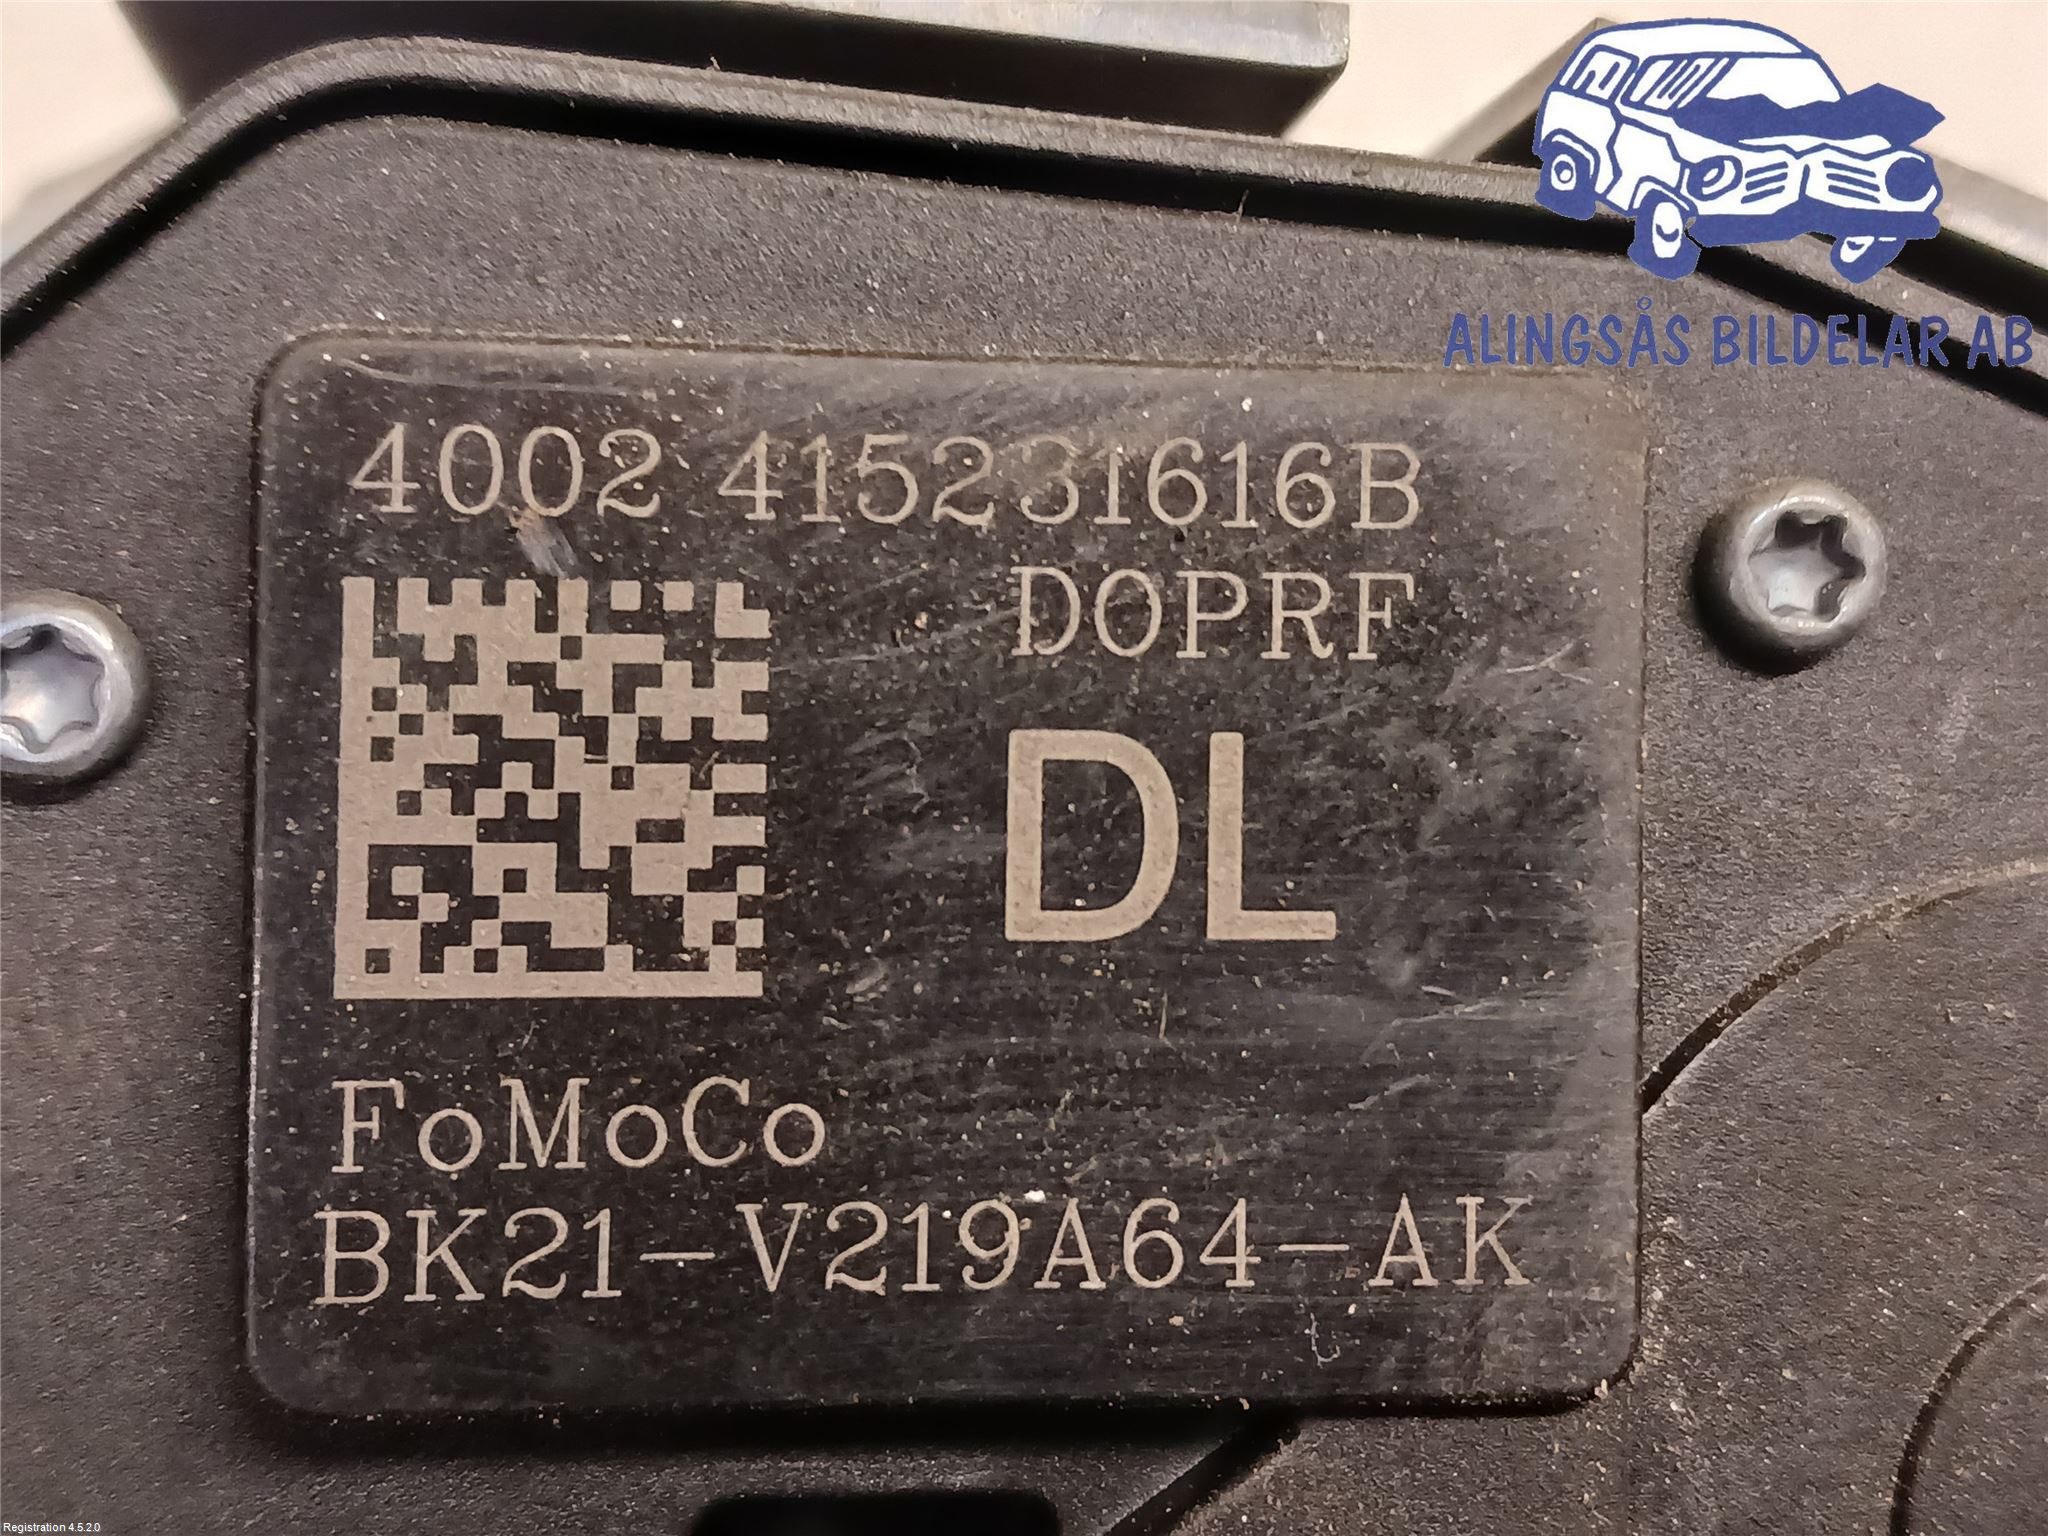 ALINGSÅS BILDELAR AB
4002 415231616B
DOPRF
DL
FoMoCo
BK21-V219A64-AK
Registration 4.5.2.0